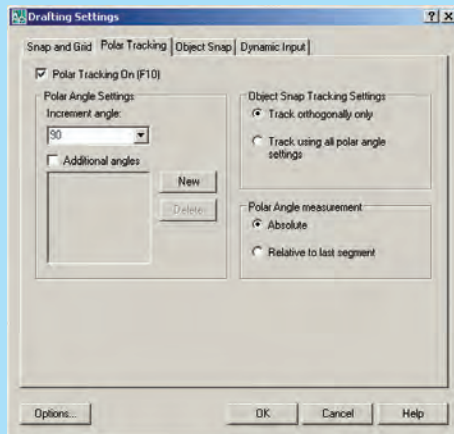 Drafting Settings
Snap and Grid
Polar Tracking
Object Snap
Dynamic Input
Polar Tracking On (F10)
Polar Angle Settings
Increment angle:
90
Additional angles
New
Delete
Object Snap Tracking Settings
Track orthogonally only
Track using all polar angle
settings
Polar Angle measurement
Absolute
Relative to last segment
Options...
OK
Cancel
Help